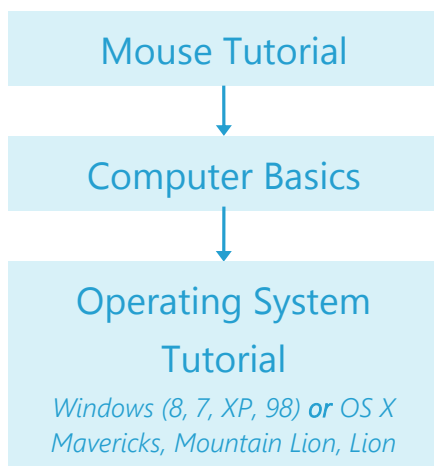 Mouse Tutorial
Computer Basics
Operating System
Tutorial
Windows (8, 7, XP, 98) or OS X
Mavericks, Mountain Lion, Lion